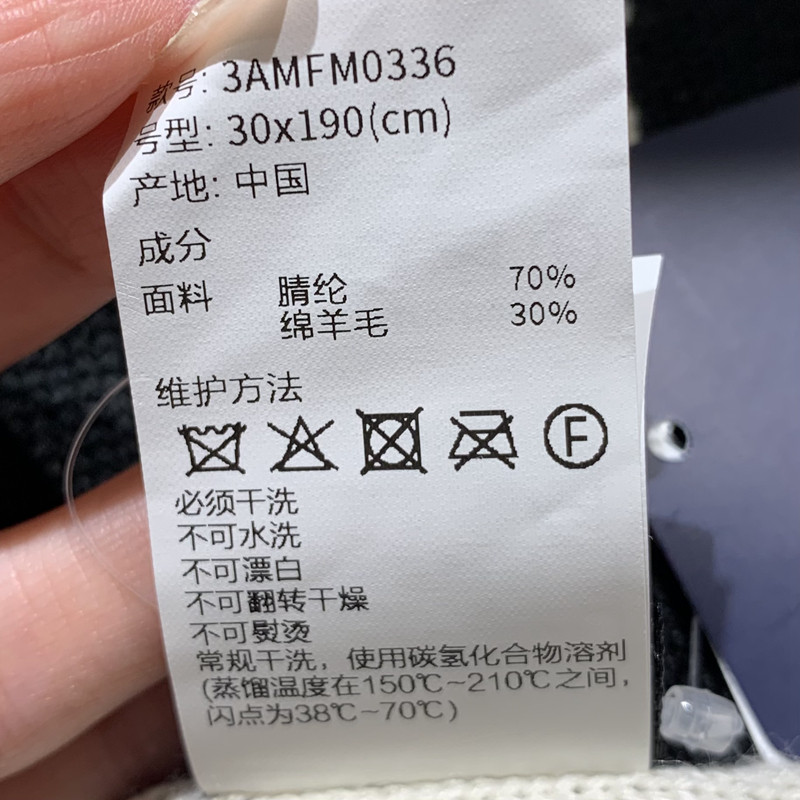 款号: 3AMFM0336
号型: 30x190(cm)
产地: 中国
成分
面料 腈纶 70%
绵羊毛 30%
维护方法
F
必须干洗
不可水洗
不可漂白
不可翻转干燥
不可熨烫
常规干洗，使用碳氢化合物溶剂
(蒸馏温度在150℃~210℃之间，
闪点为38℃~70℃)